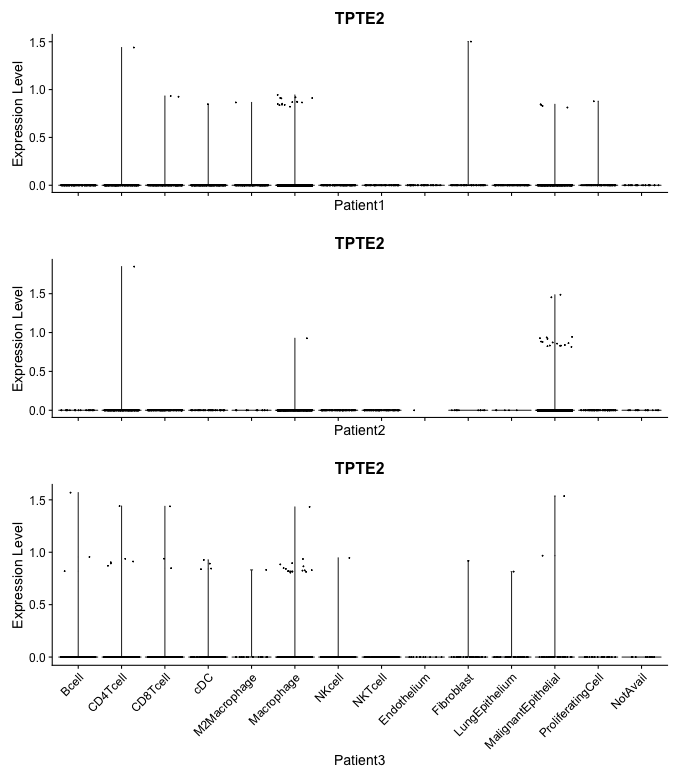 TPTE2
1.5
1.0
0.5
0.0
Expression Level
Patient1
TPTE2
1.5
1.0
0.5
0.0
Expression Level
Patient2
TPTE2
1.5
1.0
0.5
0.0
Expression Level
Bcell
CD4Tcell
CD8Tcell
cDC
M2Macrophage
Macrophage
NKcell
NKTcell
Endothelium
Fibroblast
LungEpithelium
MalignantEpithelial
ProliferatingCell
NotAvail
Patient3